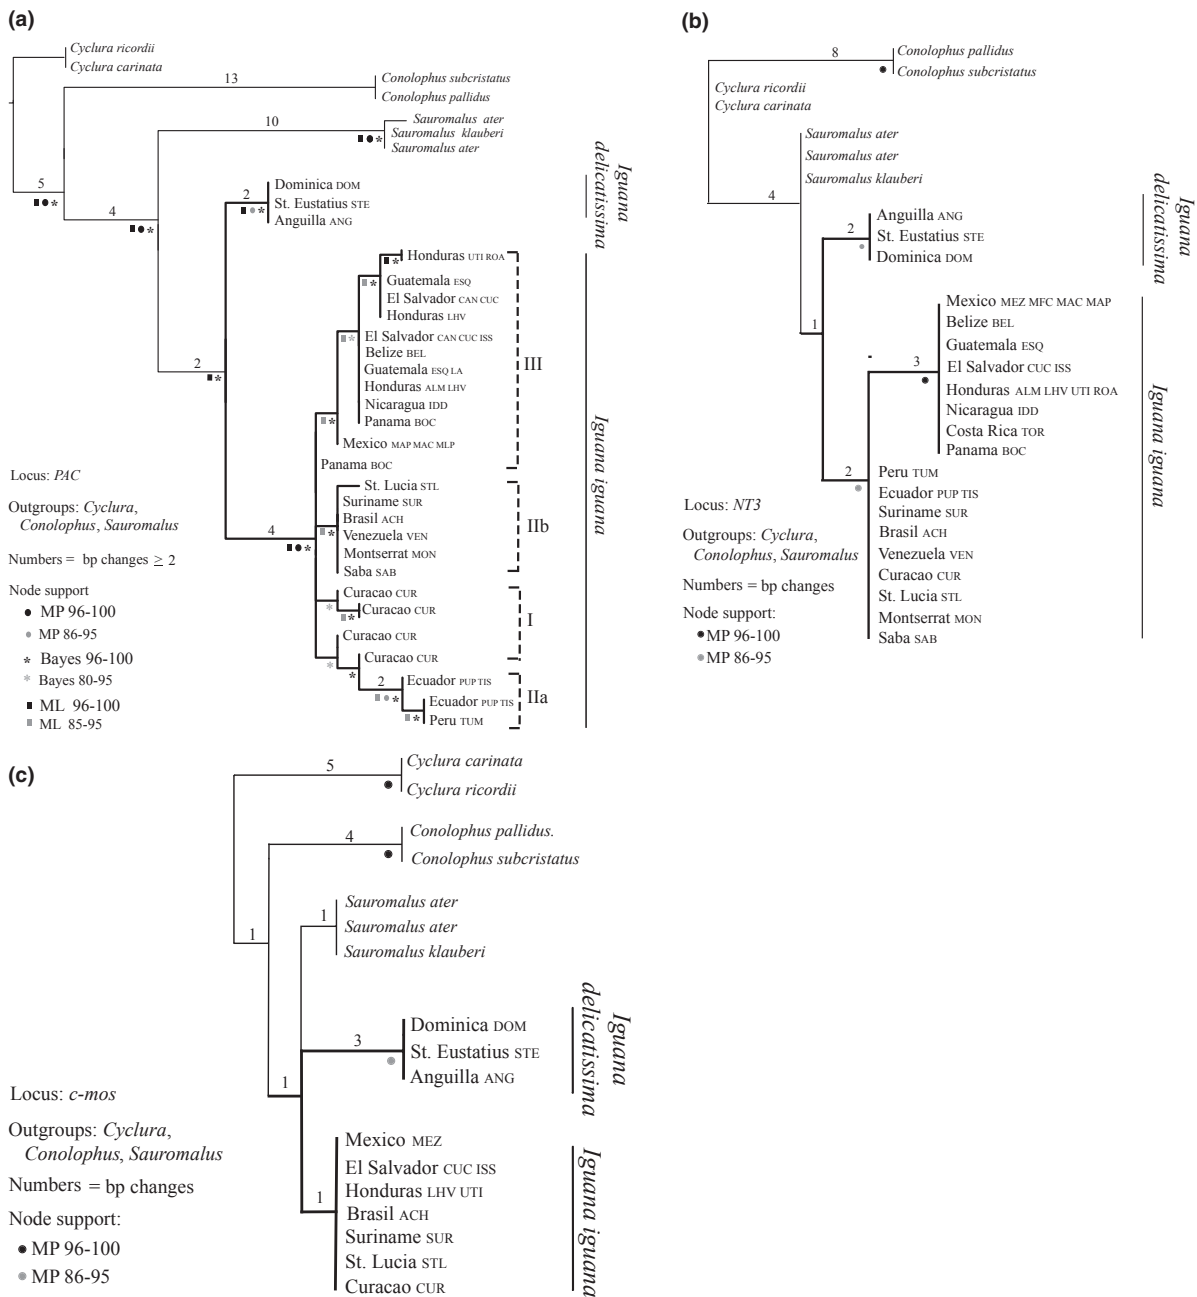 (a)
Cyclura ricordii
Cyclura carinata
13
Conolophus subcristatus
Conolophus pallidus
10
Sauromalus ater
Sauromalus klauberi
Sauromalus ater
5
4
2
Dominica DOM
St. Eustatius STE
Anguilla ANG
Iguana
delicatissima
Honduras UTI ROA
Guatemala ESQ
El Salvador CAN CUC
Honduras LHV
El Salvador CAN CUC ISS
Belize BEL
Guatemala ESQ LA
Honduras ALM LHV
Nicaragua IDD
Panama BOC
Mexico MAP MAC MLP
III
2
Panama BOC
St. Lucia STL
Suriname SUR
Brasil ACH
Venezuela VEN
Montserrat MON
Saba SAB
IIb
4
Curacao CUR
Curacao CUR
Curacao CUR
Curacao CUR
I
2
Ecuador PUP TIS
Ecuador PUP TIS
Peru TUM
IIa
Iguana iguana
Locus: PAC
Outgroups: Cyclura,
Conolophus, Sauromalus
Numbers = bp changes ≥ 2
Node support
MP 96-100
MP 86-95
* Bayes 96-100
* Bayes 80-95
ML 96-100
ML 85-95
(b)
8
Conolophus pallidus
Conolophus subcristatus
Cyclura ricordii
Cyclura carinata
Sauromalus ater
Sauromalus ater
Sauromalus klauberi
4
2
Anguilla ANG
St. Eustatius STE
Dominica DOM
Iguana
delicatissima
1
3
Mexico MEZ MFC MAC MAP
Belize BEL
Guatemala ESQ
El Salvador CUC ISS
Honduras ALM LHV UTI ROA
Nicaragua IDD
Costa Rica TOR
Panama BOC
2
Peru TUM
Ecuador PUP TIS
Suriname SUR
Brasil ACH
Venezuela VEN
Curacao CUR
St. Lucia STL
Montserrat MON
Saba SAB
Iguana iguana
Locus: NT3
Outgroups: Cyclura,
Conolophus, Sauromalus
Numbers = bp changes
Node support:
MP 96-100
MP 86-95
(c)
5
Cyclura carinata
Cyclura ricordii
4
Conolophus pallidus.
Conolophus subcristatus
1
1
Sauromalus ater
Sauromalus ater
Sauromalus klauberi
3
Dominica DOM
St. Eustatius STE
Anguilla ANG
Iguana
delicatissima
1
1
Mexico MEZ
El Salvador CUC ISS
Honduras LHV UTI
Brasil ACH
Suriname SUR
St. Lucia STL
Curacao CUR
Iguana iguana
Locus: c-mos
Outgroups: Cyclura,
Conolophus, Sauromalus
Numbers = bp changes
Node support:
MP 96-100
MP 86-95